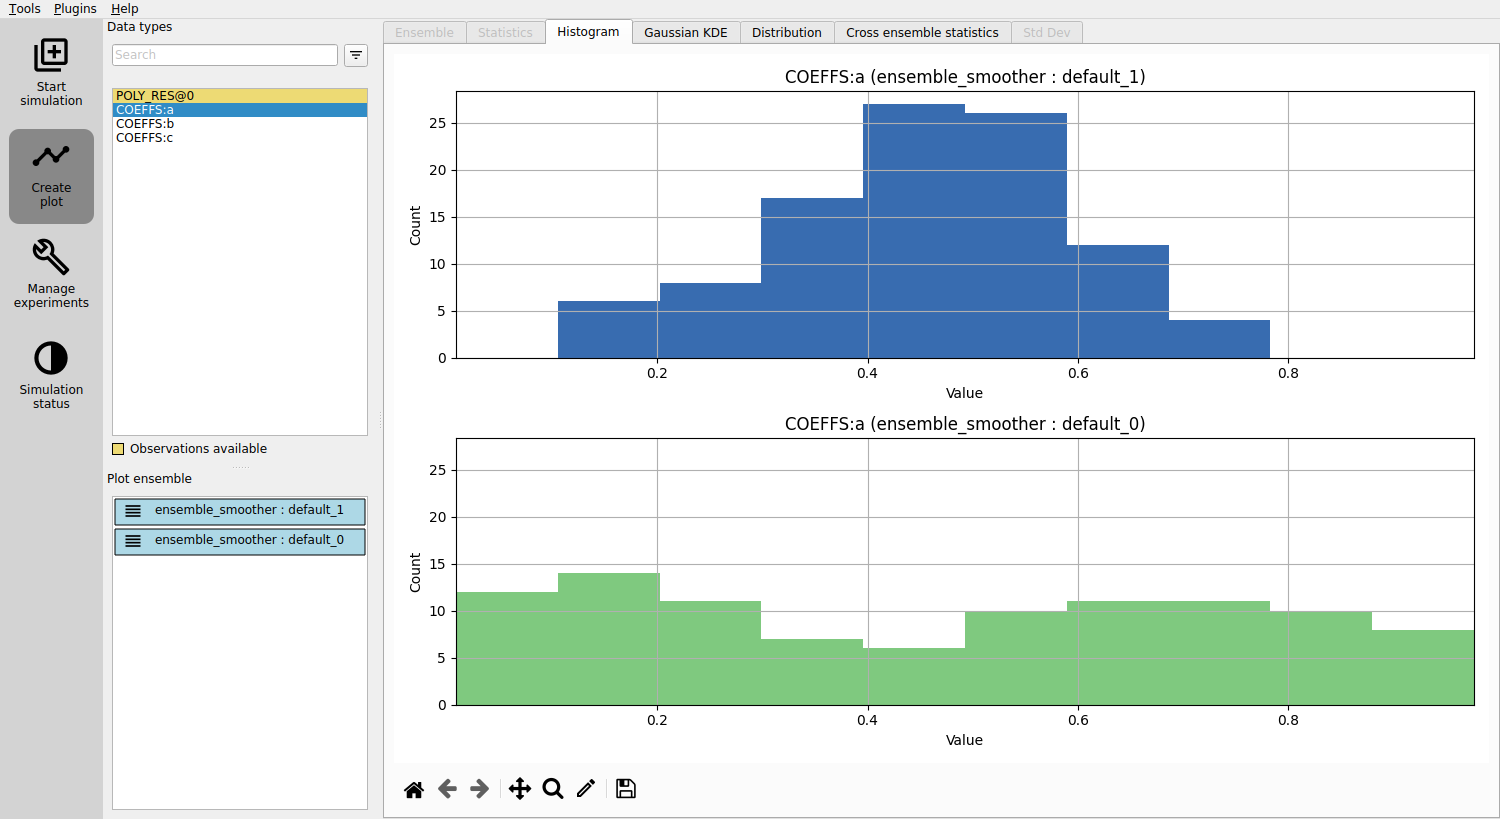 Tools Plugins Help
Start
simulation
Create
plot
Manage
experiments
Simulation
status
Data types
Search
POLY_RES@0
COEFFS:a
COEFFS:b
COEFFS:c
Observations available
Plot ensemble
ensemble_smoother : default_1
ensemble_smoother : default_0
Ensemble Statistics Histogram Gaussian KDE Distribution Cross ensemble statistics Std Dev
COEFFS:a (ensemble_smoother : default_1)
25
20
15
10
5
0
Count
0.2 0.4 0.6 0.8
Value
COEFFS:a (ensemble_smoother : default_0)
25
20
15
10
5
0
Count
0.2 0.4 0.6 0.8
Value